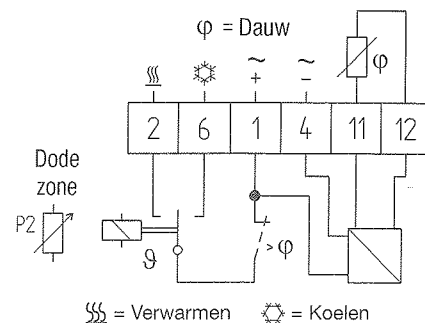 φ = Dauw
φ
~ +
~ -
2 6 1 4 11 12
Dode
zone
P2
ϑ
>φ
= Verwarmen = Koelen